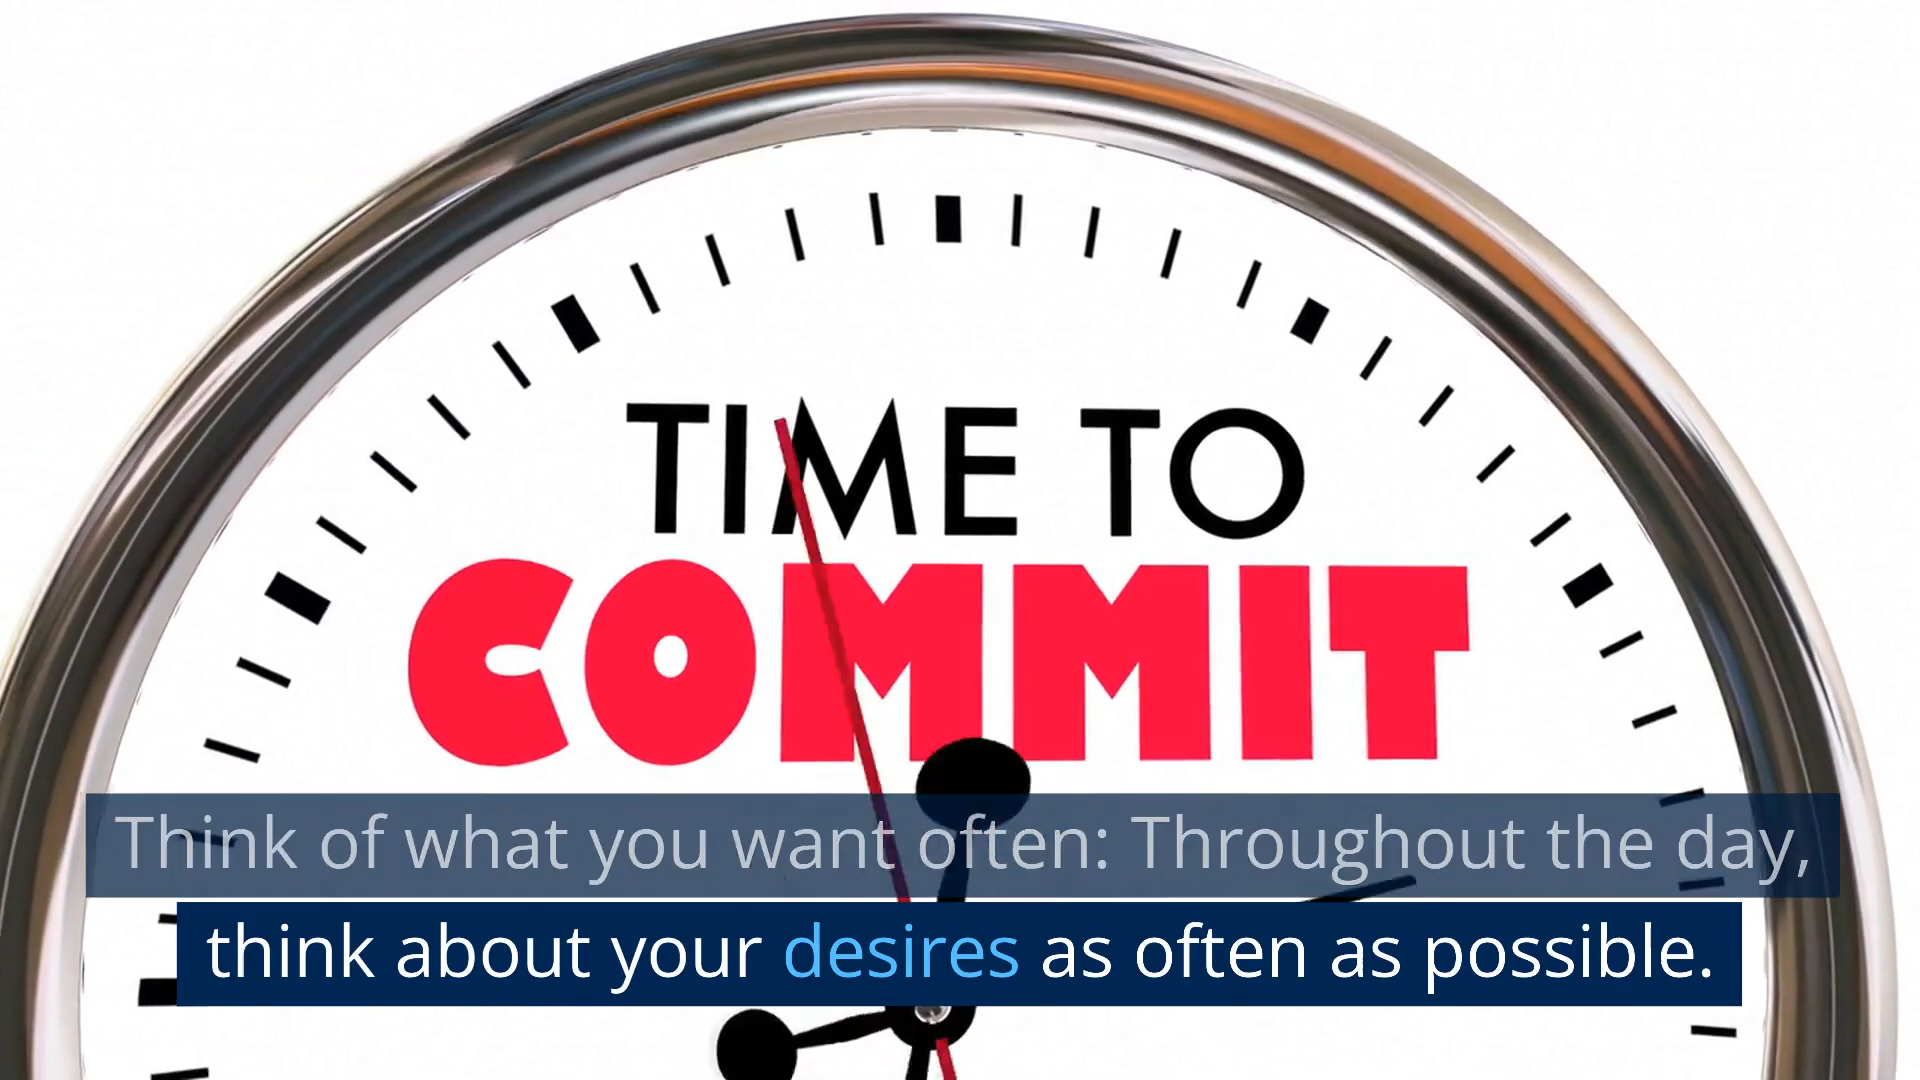 TIME TO
COMMIT
Think of what you want often: Throughout the day,
think about your desires as often as possible.